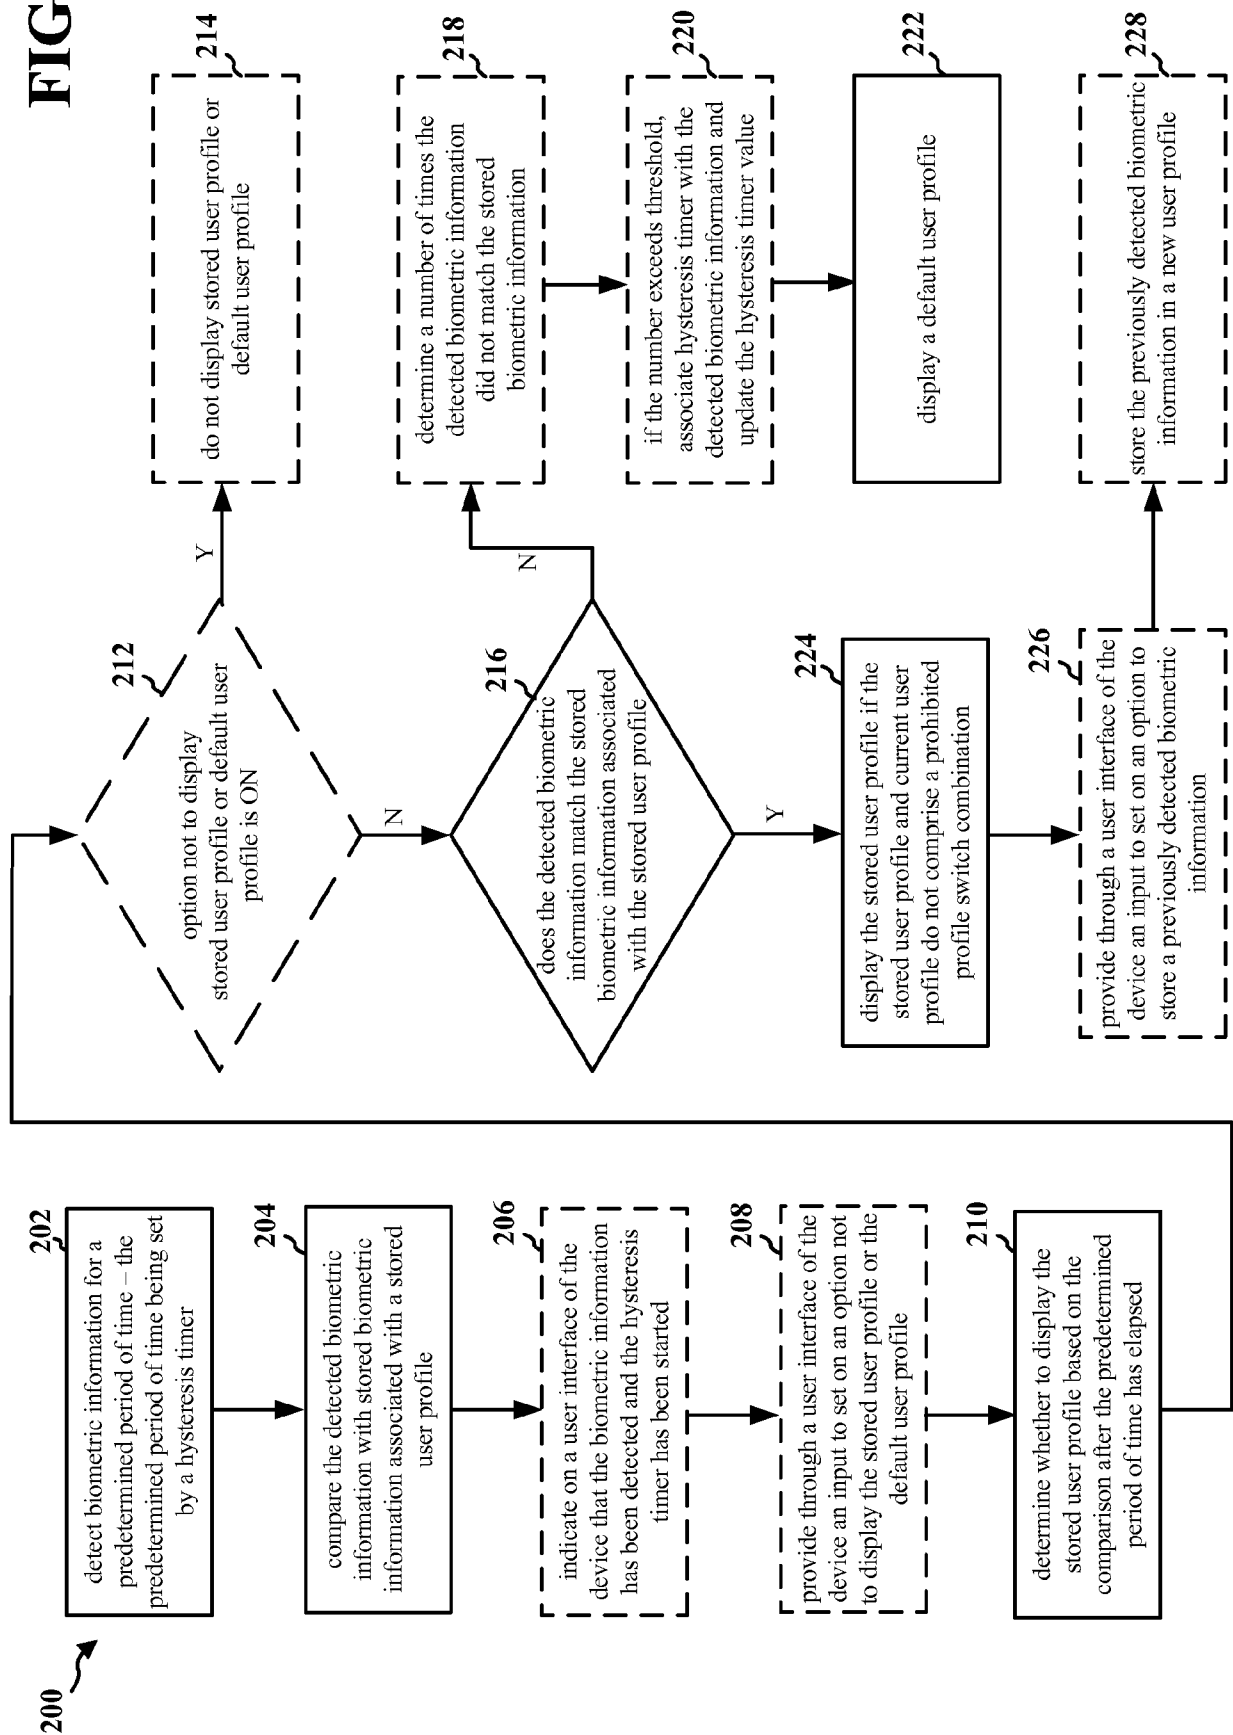 FIG
200
202
detect biometric information for a
predetermined period of time – the
predetermined period of time being set
by a hysteresis timer
204
compare the detected biometric
information with stored biometric
information associated with a stored
user profile
206
indicate on a user interface of the
device that the biometric information
has been detected and the hysteresis
timer has been started
208
provide through a user interface of the
device an input to set on an option not
to display the stored user profile or the
default user profile
210
determine whether to display the
stored user profile based on the
comparison after the predetermined
period of time has elapsed
212
option not to display
stored user profile or default user
profile is ON
Y
N
214
do not display stored user profile or
default user profile
216
does the detected biometric
information match the stored
biometric information associated
with the stored user profile
N
Y
218
determine a number of times the
detected biometric information
did not match the stored
biometric information
220
if the number exceeds threshold,
associate hysteresis timer with the
detected biometric information and
update the hysteresis timer value
222
display a default user profile
224
display the stored user profile if the
stored user profile and current user
profile do not comprise a prohibited
profile switch combination
226
provide through a user interface of the
device an input to set on an option to
store a previously detected biometric
information
228
store the previously detected biometric
information in a new user profile